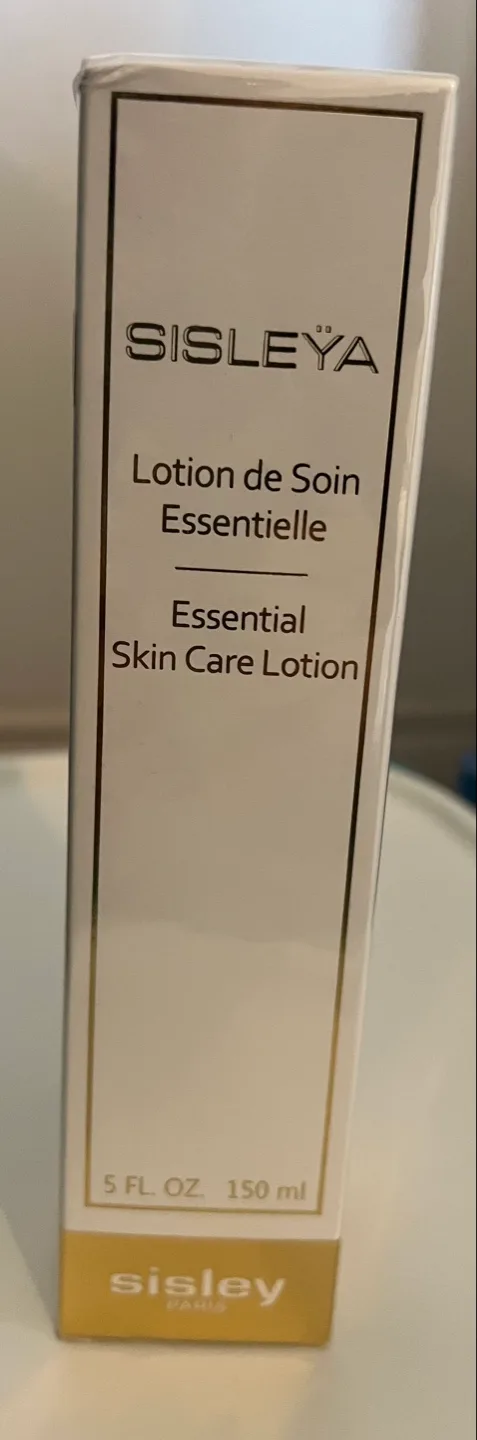 SISLEŸA
Lotion de Soin
Essentielle
Essential
Skin Care Lotion
5 FL. OZ. 150 ml
sisley
PARIS